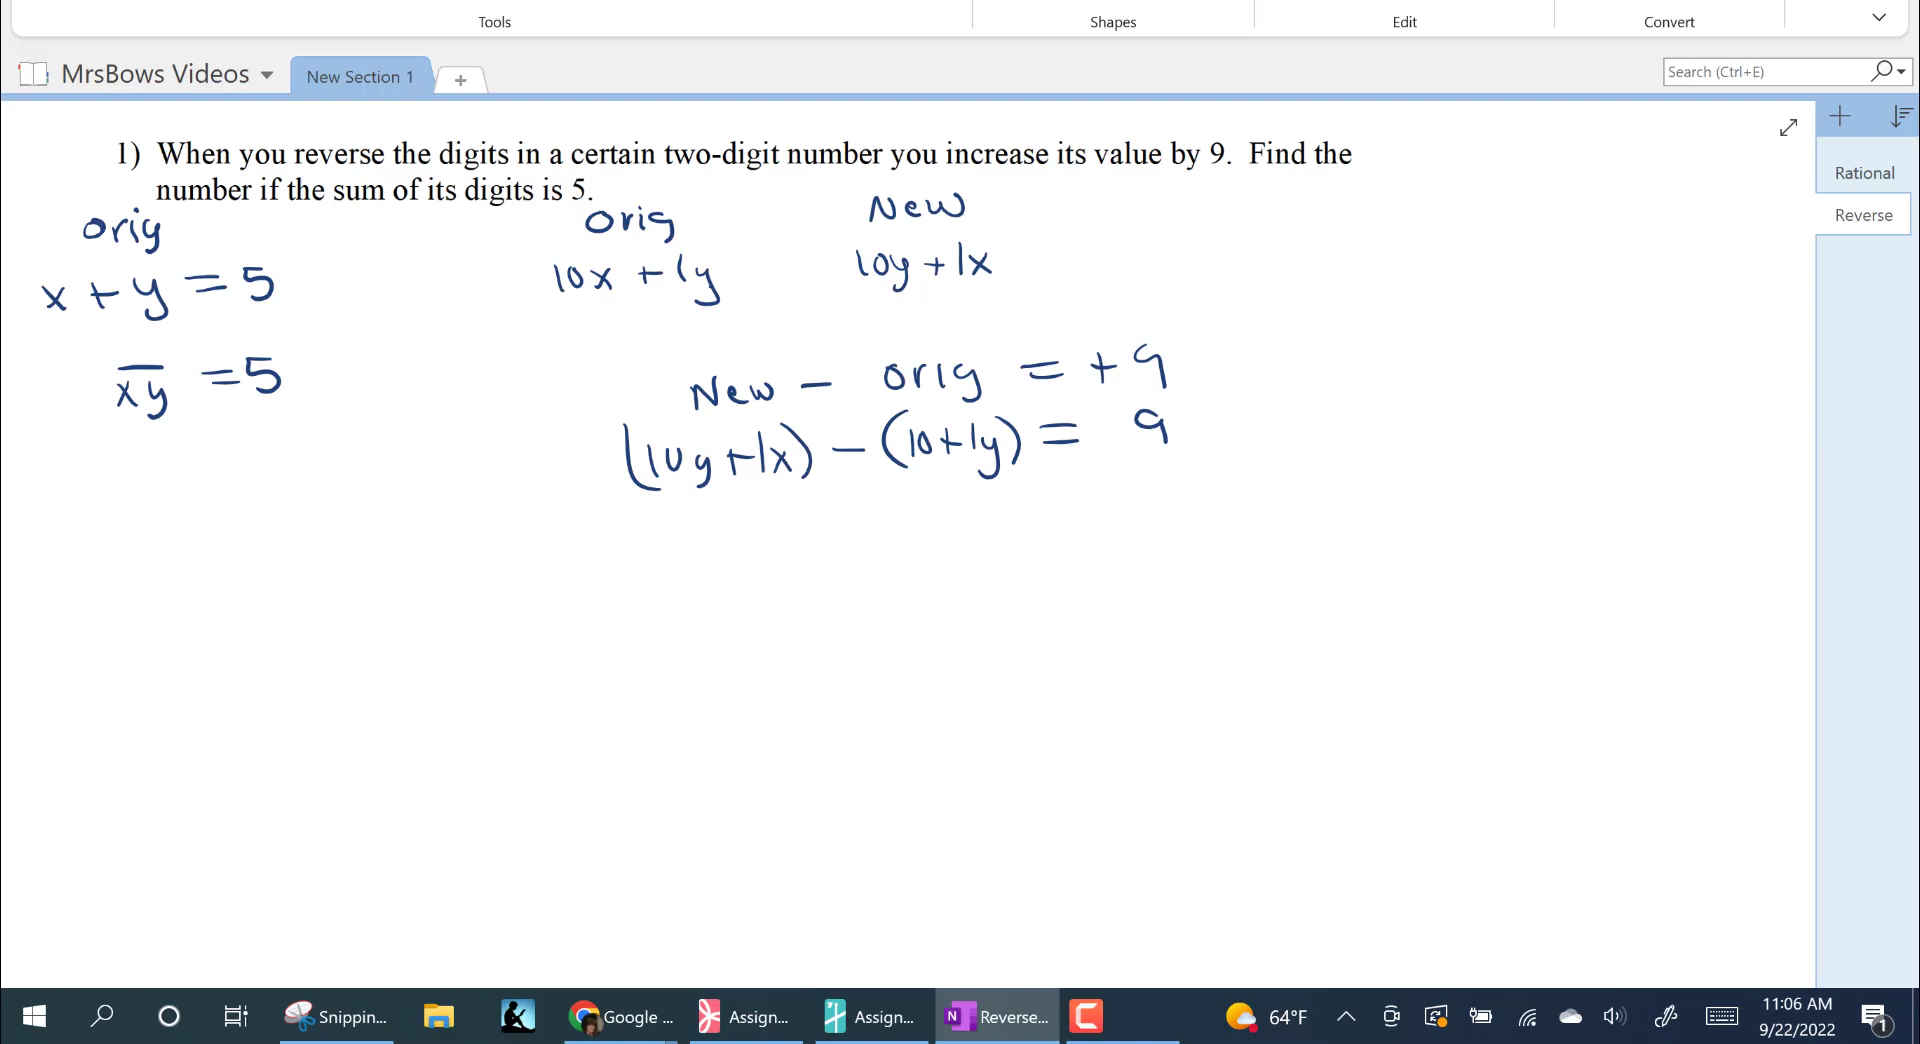 Tools Shapes Edit Convert
MrsBows Videos New Section 1 + Search (Ctrl+E)
1) When you reverse the digits in a certain two-digit number you increase its value by 9. Find the
number if the sum of its digits is 5.
Rational
Reverse
orig orig New
x + y = 5 10x + 1y 10y + 1x
xy = 5 New - orig = + 9
(10y + 1x) - (10 + 1y) = 9
Snippin... Google ... Assign... Assign... Reverse... 64°F 11:06 AM
9/22/2022 1